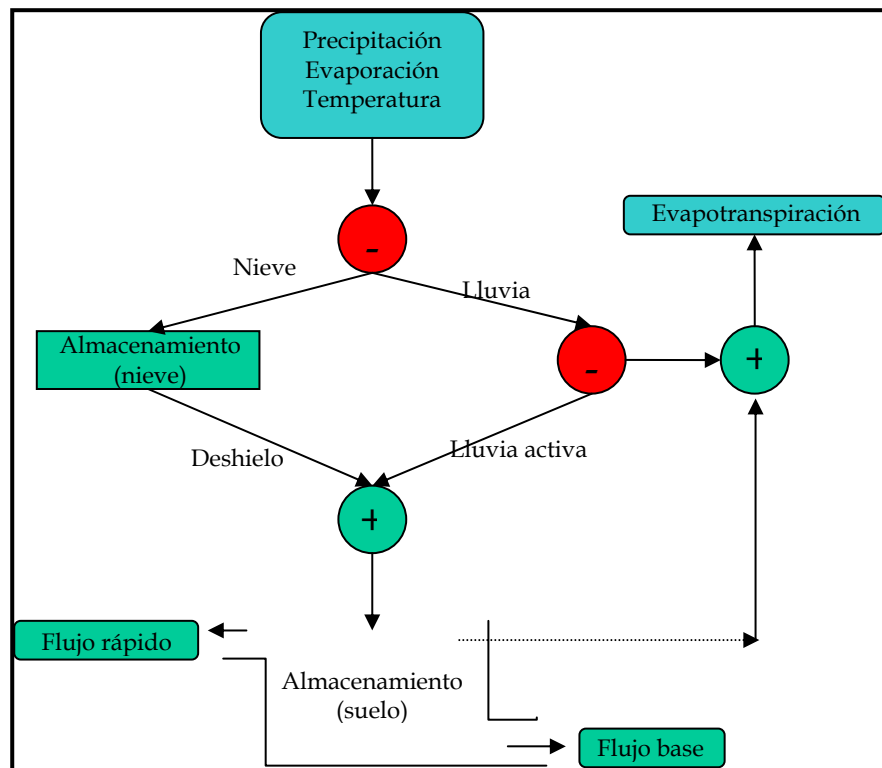 Precipitación
Evaporación
Temperatura
-
Evapotranspiración
Nieve
Lluvia
Almacenamiento
(nieve)
-
+
Deshielo
Lluvia activa
+
Flujo rápido
Almacenamiento
(suelo)
Flujo base